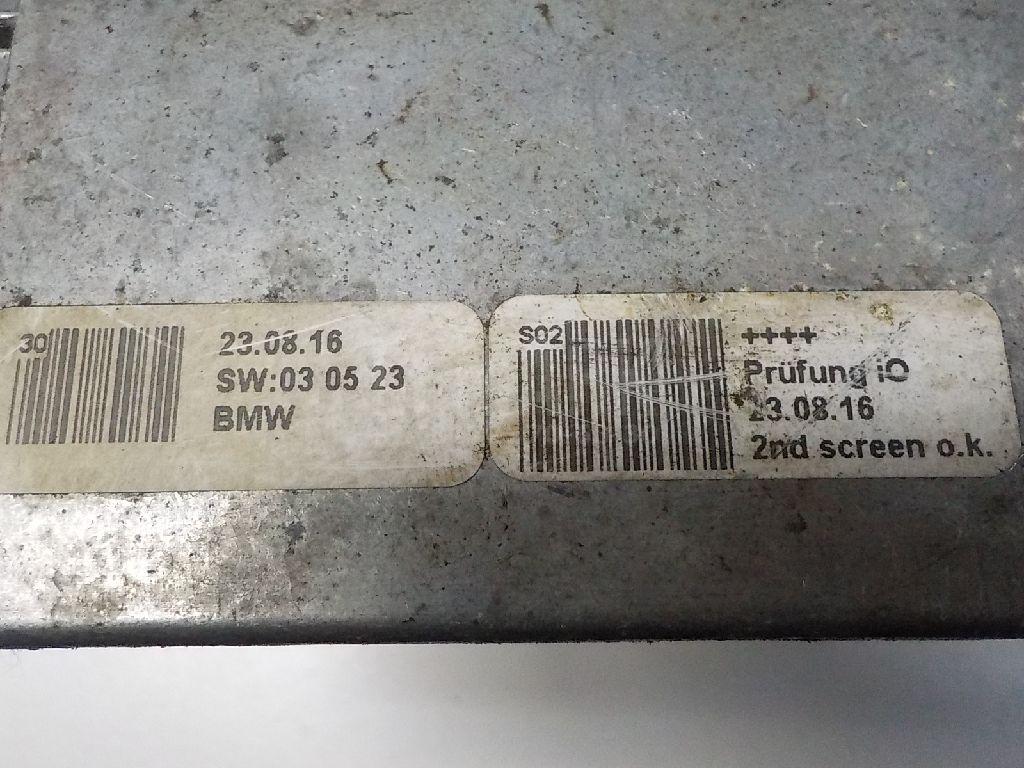 30
23.08.16
SW:03 05 23
BMW
S02
++++
Prüfung iO
23.08.16
2nd screen o.k.